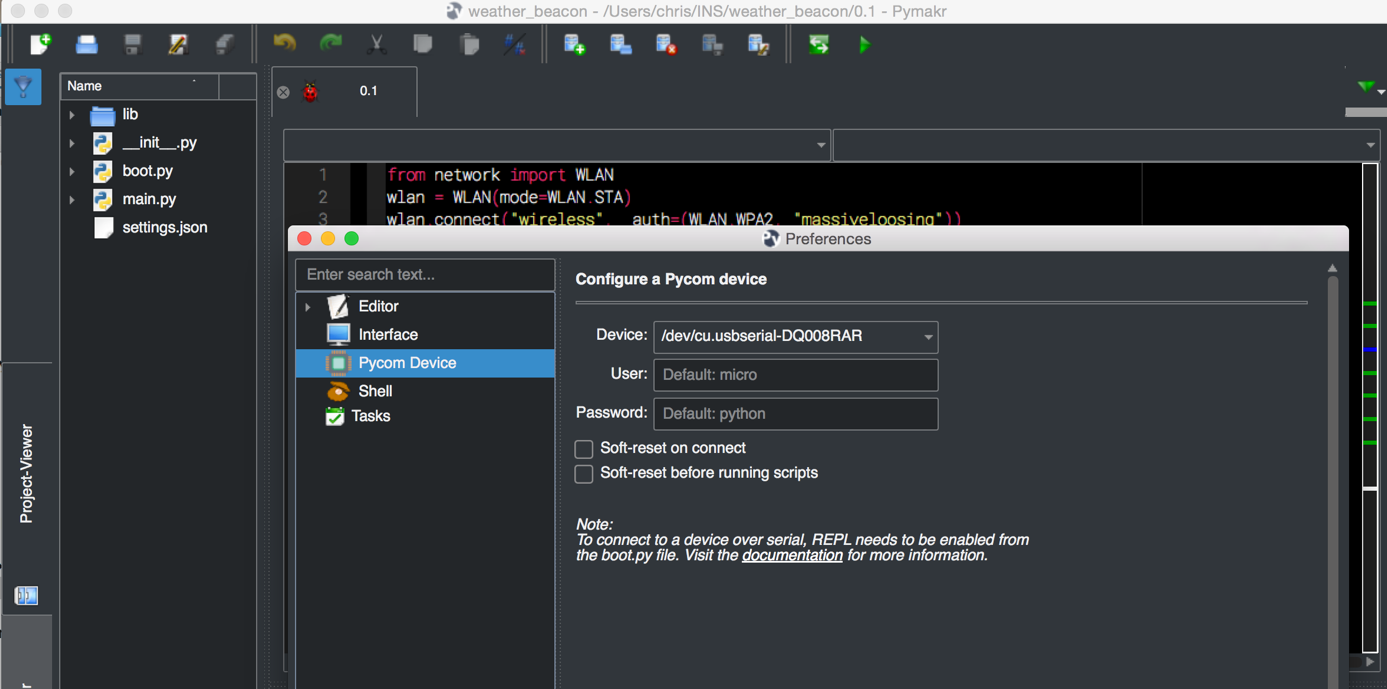 weather_beacon - /Users/chris/INS/weather_beacon/0.1 - Pymakr
Name
lib
__init__.py
boot.py
main.py
settings.json
Project-Viewer
0.1
1 from network import WLAN
2 wlan = WLAN(mode=WLAN.STA)
3 wlan.connect("wireless", auth=(WLAN.WPA2, "massiveloosing"))
Preferences
Enter search text...
Editor
Interface
Pycom Device
Shell
Tasks
Configure a Pycom device
Device: /dev/cu.usbserial-DQ008RAR
User: Default: micro
Password: Default: python
Soft-reset on connect
Soft-reset before running scripts
Note:
To connect to a device over serial, REPL needs to be enabled from
the boot.py file. Visit the documentation for more information.